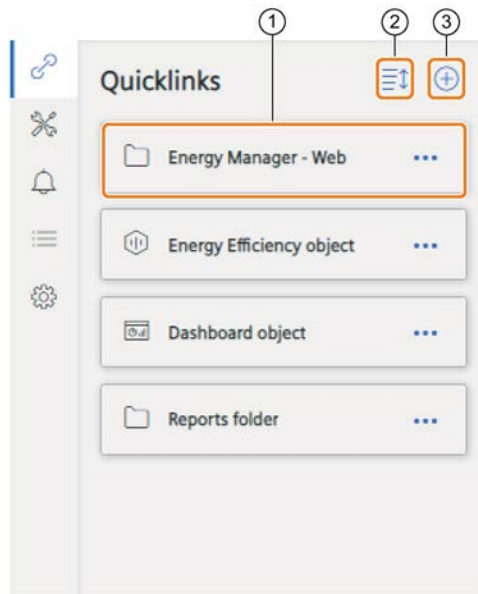 1 2 3
Quicklinks
Energy Manager - Web
Energy Efficiency object
Dashboard object
Reports folder